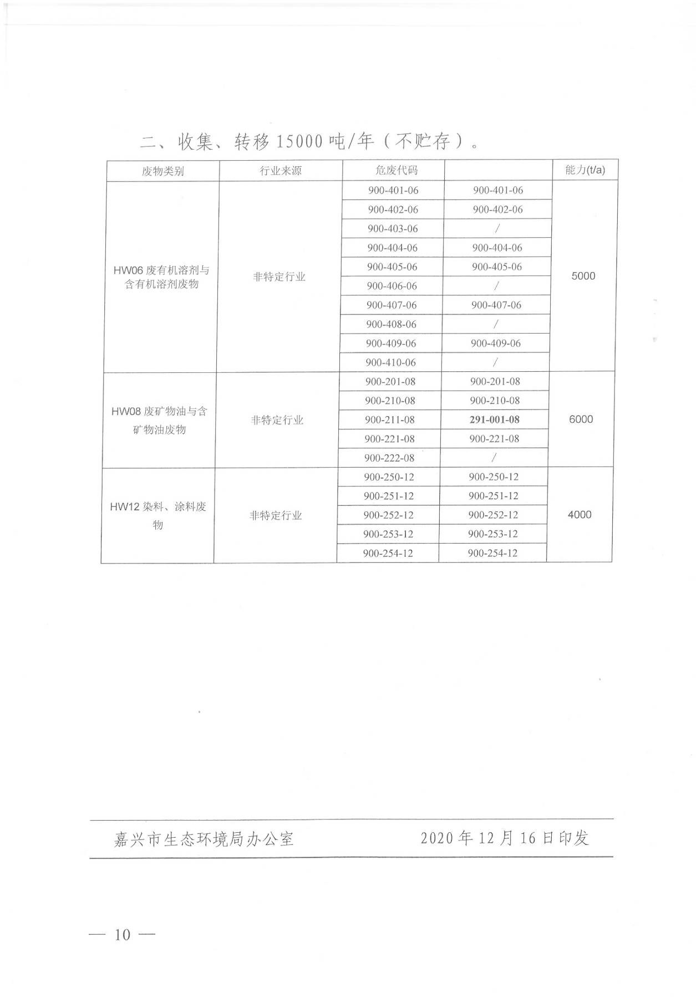 二、收集、转移 15000 吨/年（不贮存）。
废物类别 行业来源 危废代码 能力(t/a)
900-401-06 900-401-06
900-402-06 900-402-06
900-403-06 /
900-404-06 900-404-06
HW06 废有机溶剂与
含有机溶剂废物
非特定行业
900-405-06 900-405-06
5000
900-406-06 /
900-407-06 900-407-06
900-408-06 /
900-409-06 900-409-06
900-410-06 /
900-201-08 900-201-08
900-210-08 900-210-08
HW08 废矿物油与含
矿物油废物
非特定行业
900-211-08 291-001-08
6000
900-221-08 900-221-08
900-222-08 /
900-250-12 900-250-12
900-251-12 900-251-12
HW12 染料、涂料废
物
非特定行业
900-252-12 900-252-12
4000
900-253-12 900-253-12
900-254-12 900-254-12
嘉兴市生态环境局办公室 2020 年 12 月 16 日印发
— 10 —